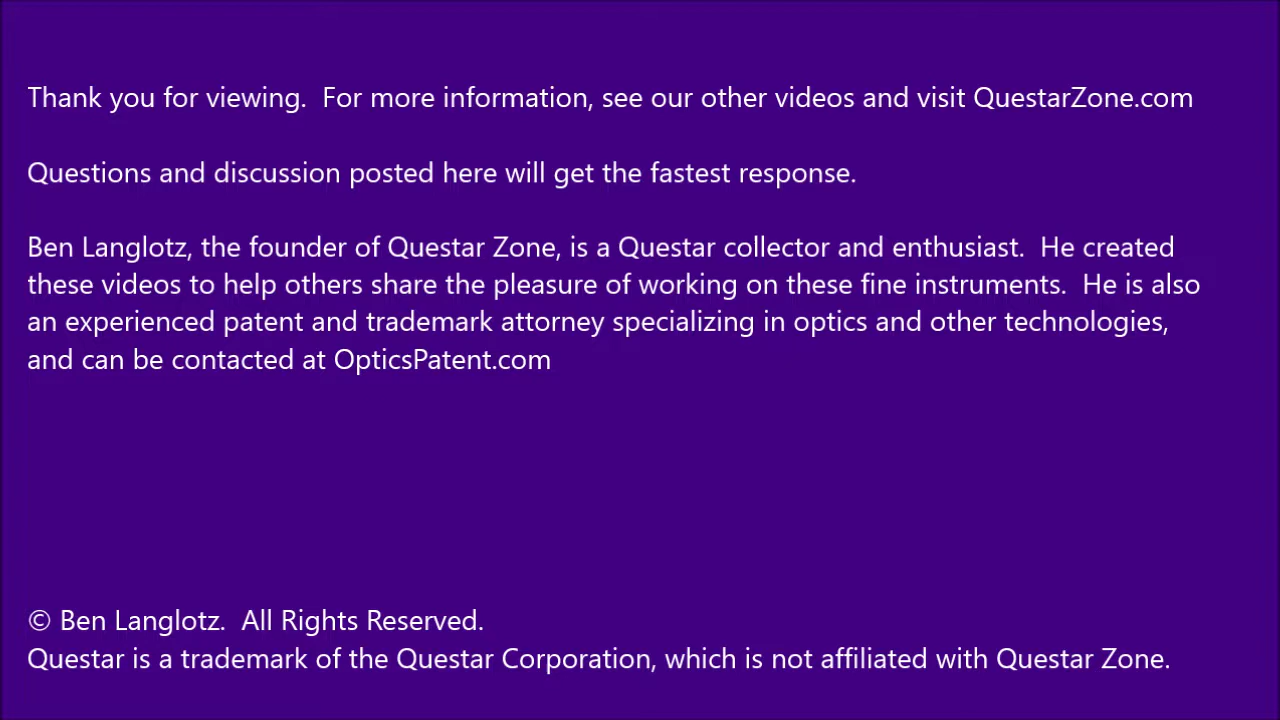 Thank you for viewing.  For more information, see our other videos and visit QuestarZone.com
Questions and discussion posted here will get the fastest response.
Ben Langlotz, the founder of Questar Zone, is a Questar collector and enthusiast.  He created
these videos to help others share the pleasure of working on these fine instruments.  He is also
an experienced patent and trademark attorney specializing in optics and other technologies,
and can be contacted at OpticsPatent.com
© Ben Langlotz.  All Rights Reserved.
Questar is a trademark of the Questar Corporation, which is not affiliated with Questar Zone.